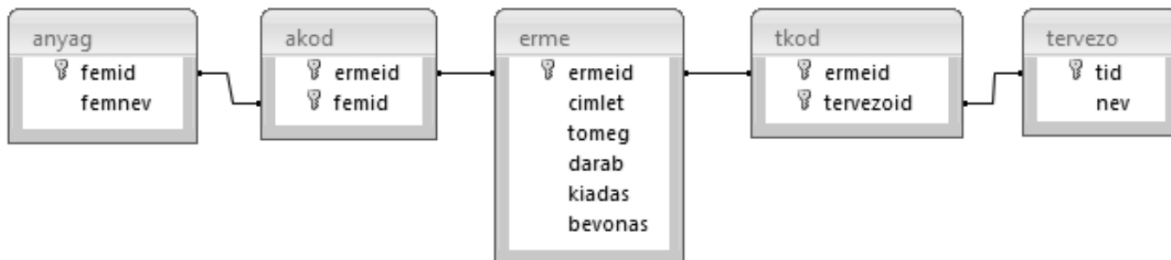 anyag
femid
femnev
akod
ermeid
femid
erme
ermeid
cimlet
tomeg
darab
kiadas
bevonas
tkod
ermeid
tervezoid
tervezo
tid
nev